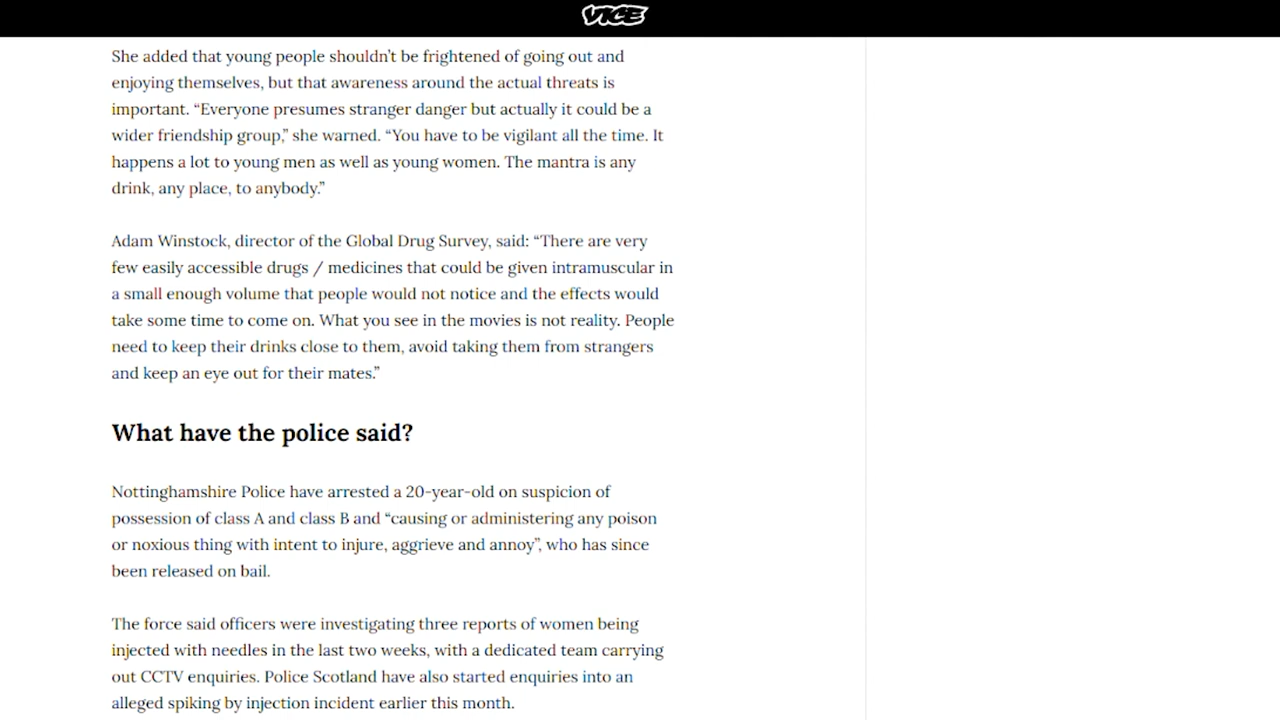 VICE
She added that young people shouldn’t be frightened of going out and
enjoying themselves, but that awareness around the actual threats is
important. “Everyone presumes stranger danger but actually it could be a
wider friendship group,” she warned. “You have to be vigilant all the time. It
happens a lot to young men as well as young women. The mantra is any
drink, any place, to anybody.”
Adam Winstock, director of the Global Drug Survey, said: “There are very
few easily accessible drugs / medicines that could be given intramuscular in
a small enough volume that people would not notice and the effects would
take some time to come on. What you see in the movies is not reality. People
need to keep their drinks close to them, avoid taking them from strangers
and keep an eye out for their mates.”
What have the police said?
Nottinghamshire Police have arrested a 20-year-old on suspicion of
possession of class A and class B and “causing or administering any poison
or noxious thing with intent to injure, aggrieve and annoy”, who has since
been released on bail.
The force said officers were investigating three reports of women being
injected with needles in the last two weeks, with a dedicated team carrying
out CCTV enquiries. Police Scotland have also started enquiries into an
alleged spiking by injection incident earlier this month.